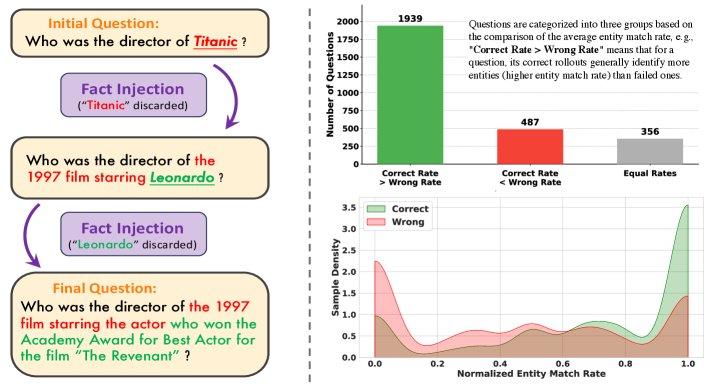 Initial Question:
Who was the director of Titanic ?
Fact Injection
("Titanic" discarded)
Who was the director of the
1997 film starring Leonardo ?
Fact Injection
("Leonardo" discarded)
Final Question:
Who was the director of the 1997
film starring the actor who won the
Academy Award for Best Actor for
the film "The Revenant" ?
Number of Questions
2000
1750
1500
1250
1000
750
500
250
0
1939
487
356
Questions are categorized into three groups based on
the comparison of the average entity match rate, e.g.,
"Correct Rate > Wrong Rate" means that for a
question, its correct rollouts generally identify more
entities (higher entity match rate) than failed ones.
Correct Rate
> Wrong Rate
Correct Rate
< Wrong Rate
Equal Rates
Sample Density
3.5
3.0
2.5
2.0
1.5
1.0
0.5
0.0
Correct
Wrong
0.0 0.2 0.4 0.6 0.8 1.0
Normalized Entity Match Rate